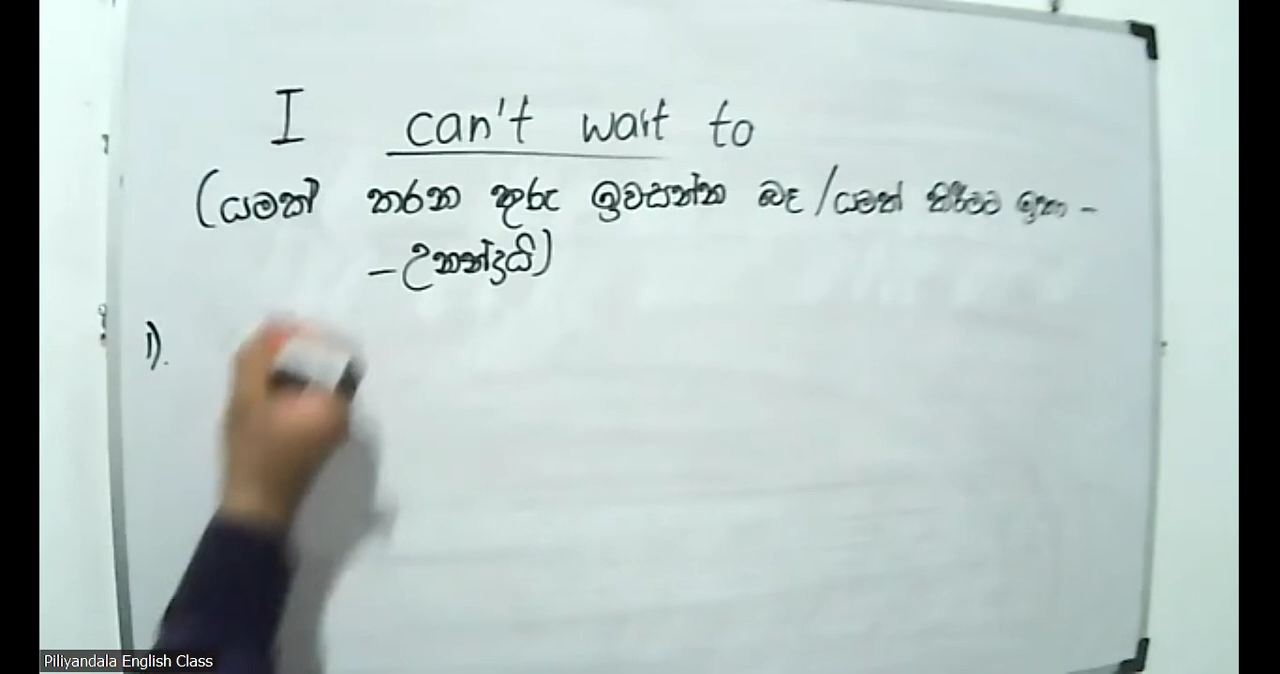 I can't wait to
(යමක් කරන තුරු ඉවසන්න බෑ / යමක් කිරීමට ඉතා -
- උනන්දුයි)
1).
Piliyandala English Class